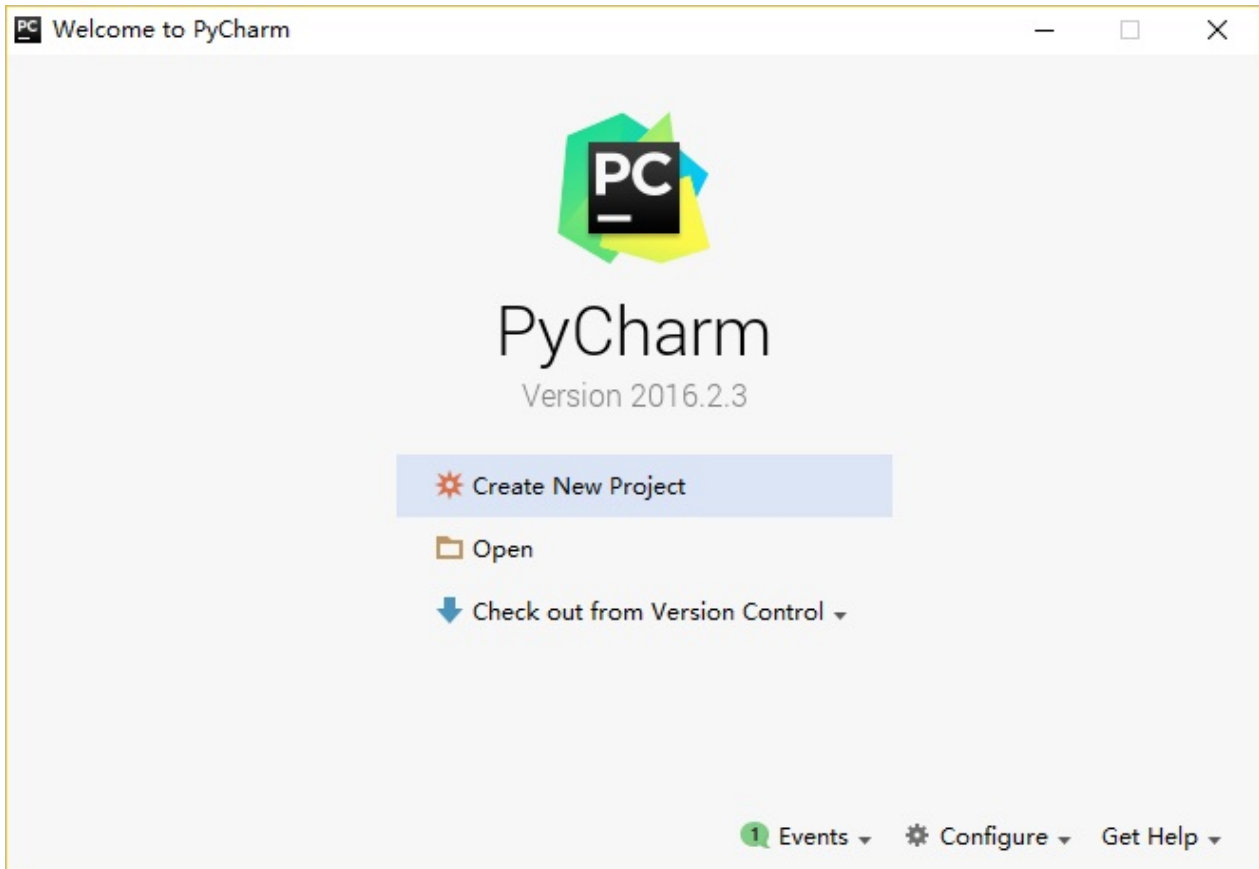 PC Welcome to PyCharm
PC
PyCharm
Version 2016.2.3
Create New Project
Open
Check out from Version Control
1 Events Configure Get Help